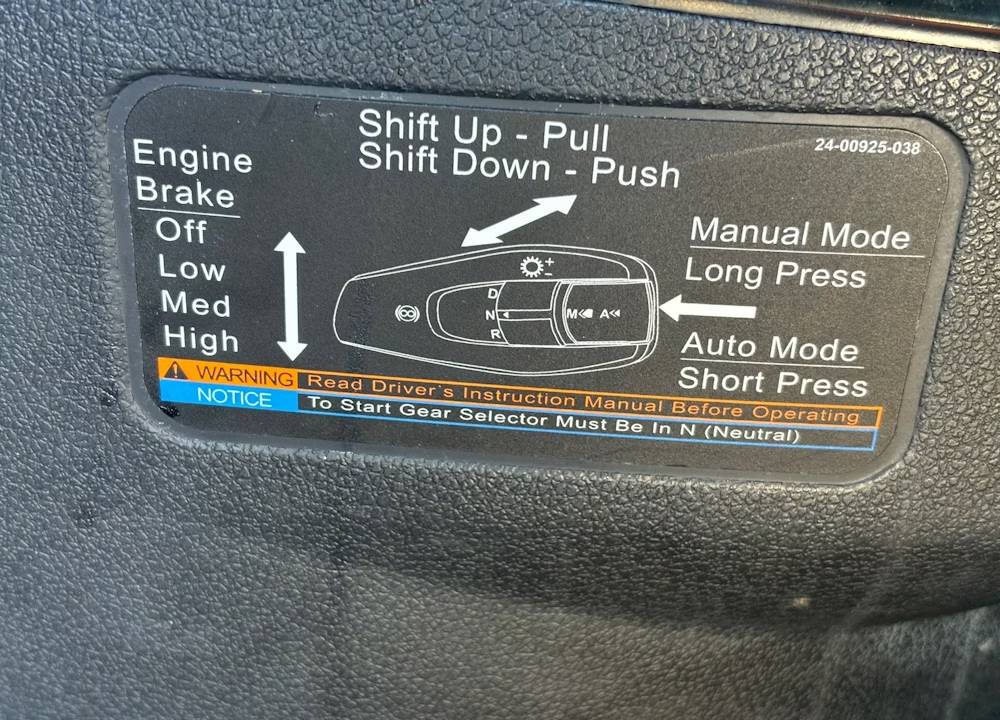 Shift Up - Pull
Shift Down - Push
24-00925-038
Engine
Brake
Off
Low
Med
High
D
N
R
+
-
M A
Manual Mode
Long Press
Auto Mode
Short Press
WARNING Read Driver's Instruction Manual Before Operating
NOTICE To Start Gear Selector Must Be In N (Neutral)